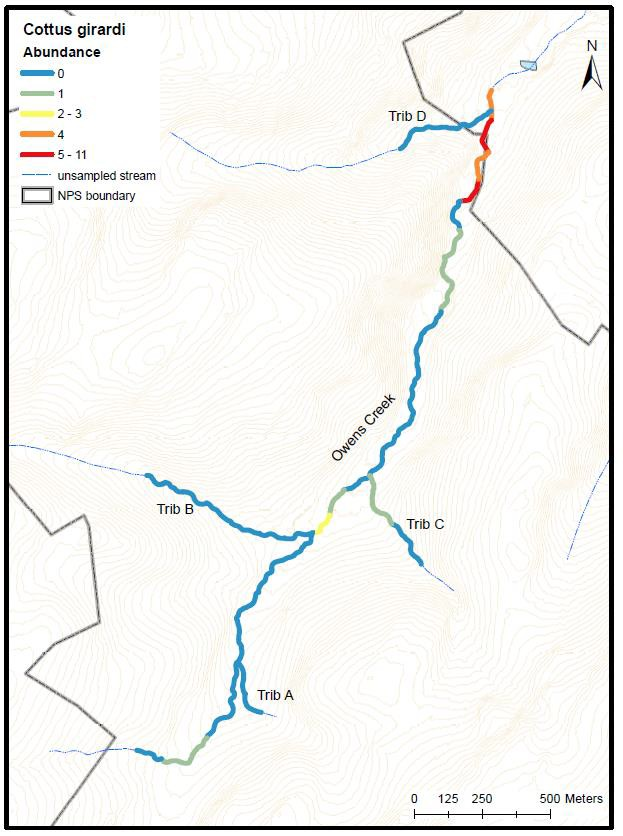 Cottus girardi
Abundance
0
1
2 - 3
4
5 - 11
unsampled stream
NPS boundary
N
Trib D
Owens Creek
Trib B
Trib C
Trib A
0 125 250 500 Meters